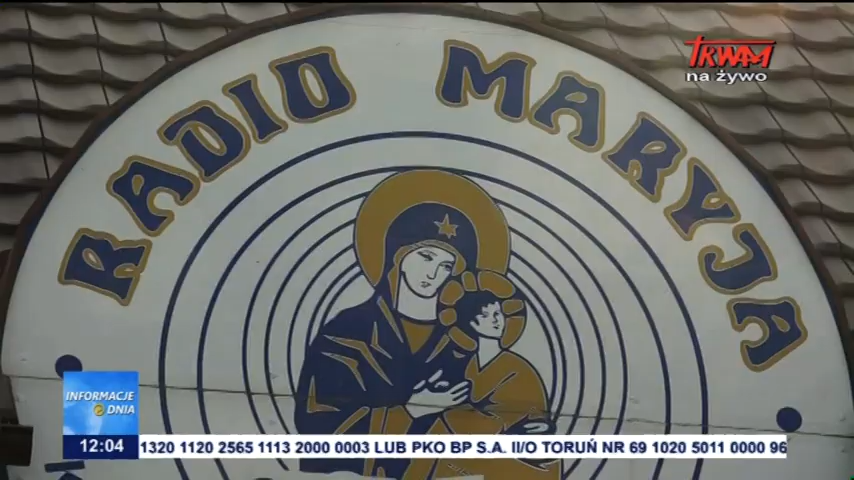 RADIO MARYJA
TRWAM
na żywo
INFORMACJE
DNIA
12:04
1320 1120 2565 1113 2000 0003 LUB PKO BP S.A. II/O TORUŃ NR 69 1020 5011 0000 96